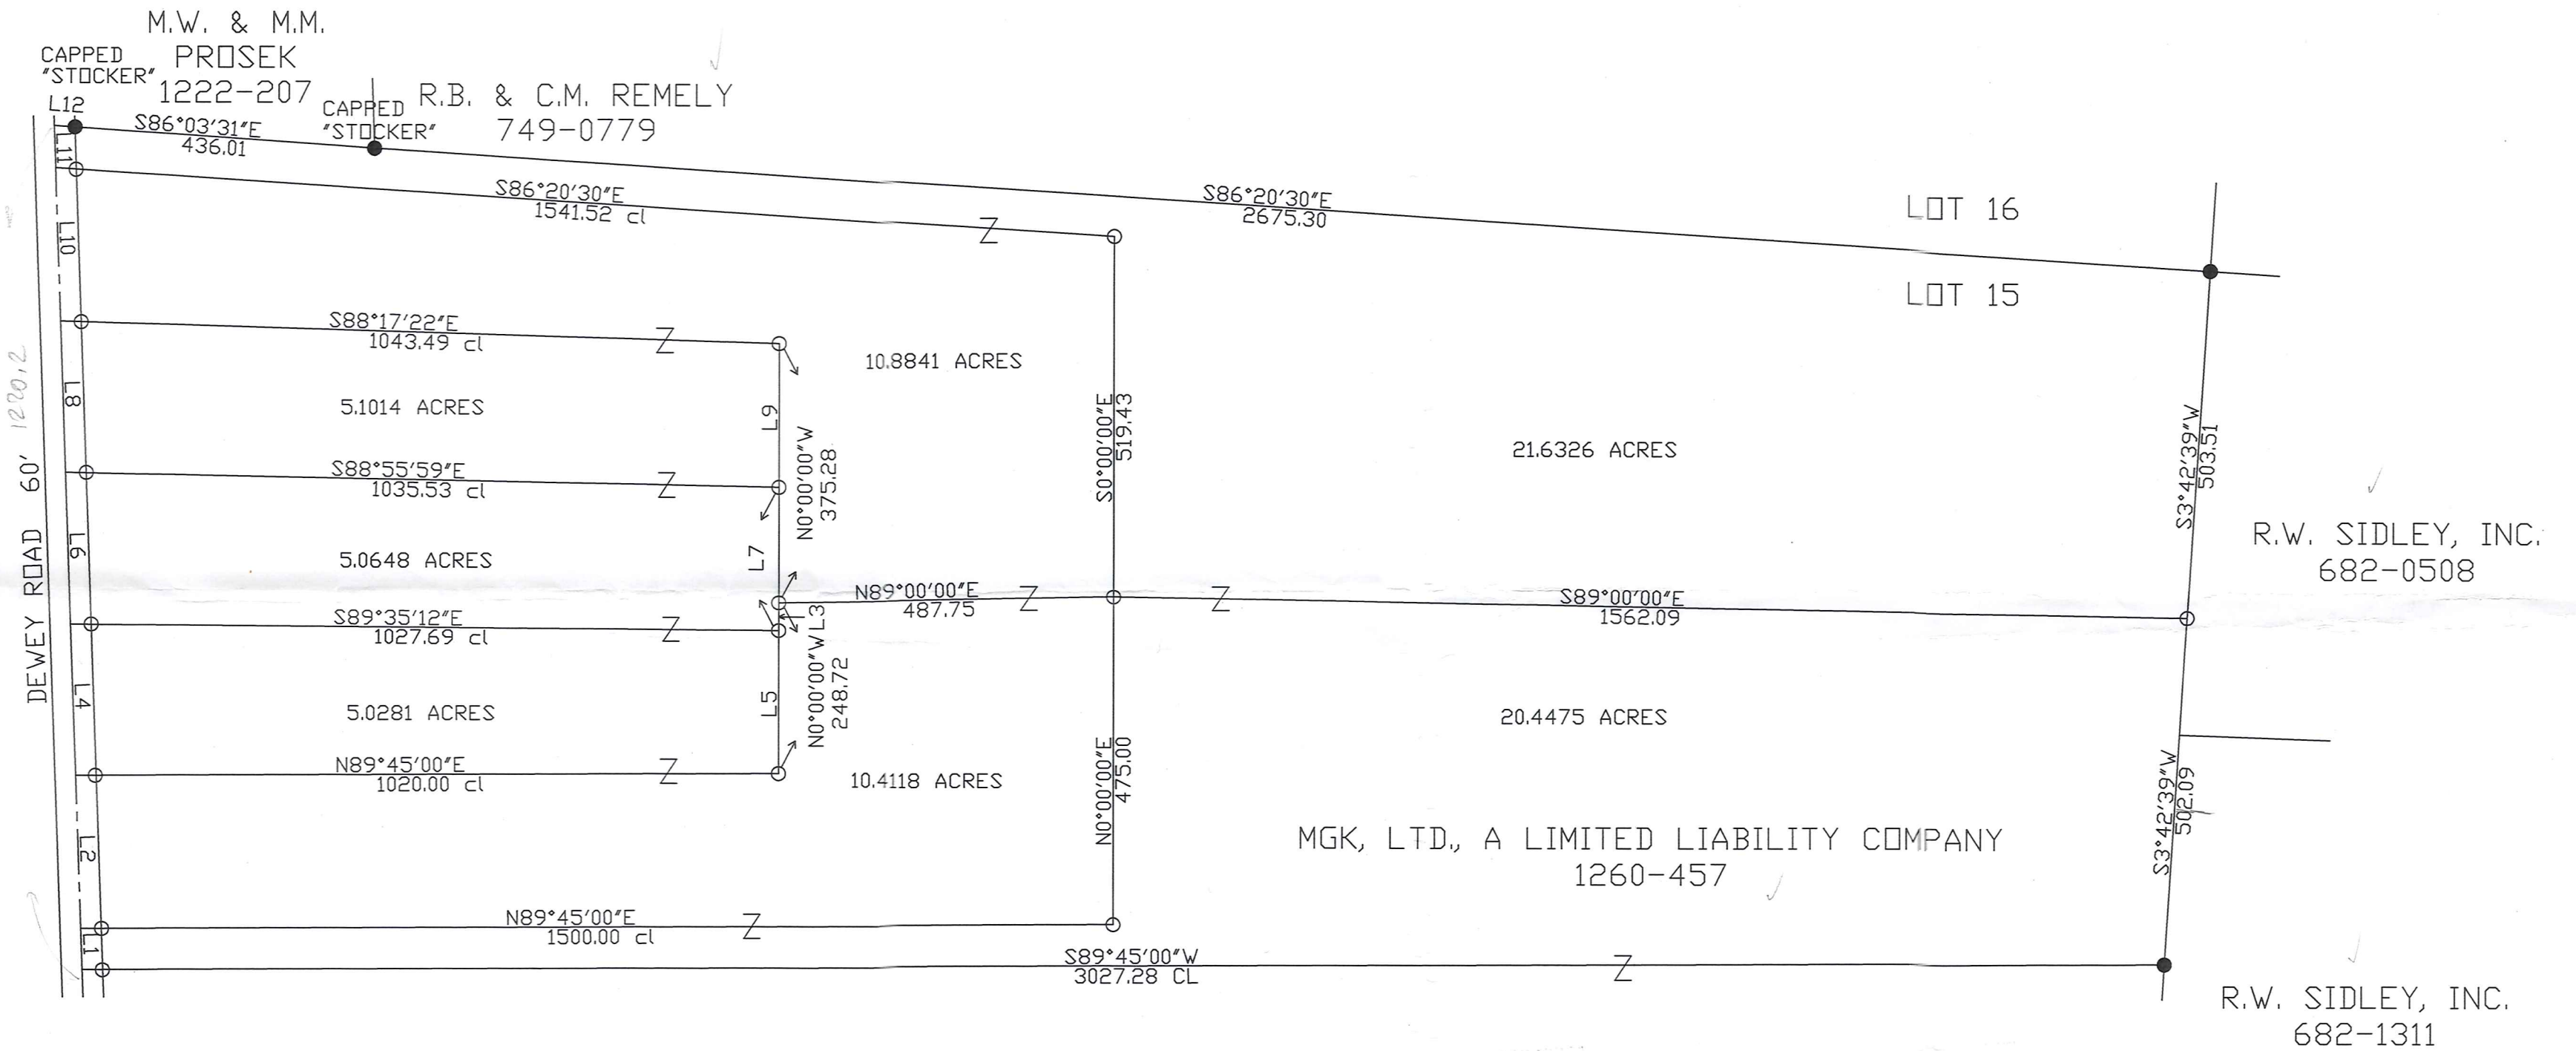 M.W. & M.M.
PROSEK
1222-207
CAPPED
"STOCKER"
L12
CAPPED
"STOCKER"
R.B. & C.M. REMELY
749-0779
S86°03'31"E
436.01
L11
S86°20'30"E
1541.52 cl
S86°20'30"E
2675.30
LOT 16
LOT 15
L10
S88°17'22"E
1043.49 cl
10.8841 ACRES
L8
5.1014 ACRES
L9
N0°00'00"W
375.28
S0°00'00"E
519.43
21.6326 ACRES
S3°42'39"W
503.51
1220.2
DEWEY ROAD 60'
S88°55'59"E
1035.53 cl
L6
5.0648 ACRES
L7
R.W. SIDLEY, INC.
682-0508
N89°00'00"E
487.75
S89°00'00"E
1562.09
S89°35'12"E
1027.69 cl
L3
N0°00'00"W
248.72
L4
5.0281 ACRES
L5
20.4475 ACRES
N89°45'00"E
1020.00 cl
10.4118 ACRES
N0°00'00"E
475.00
S3°42'39"W
502.09
L2
MGK, LTD., A LIMITED LIABILITY COMPANY
1260-457
N89°45'00"E
1500.00 cl
L1
S89°45'00"W
3027.28 CL
R.W. SIDLEY, INC.
682-1311